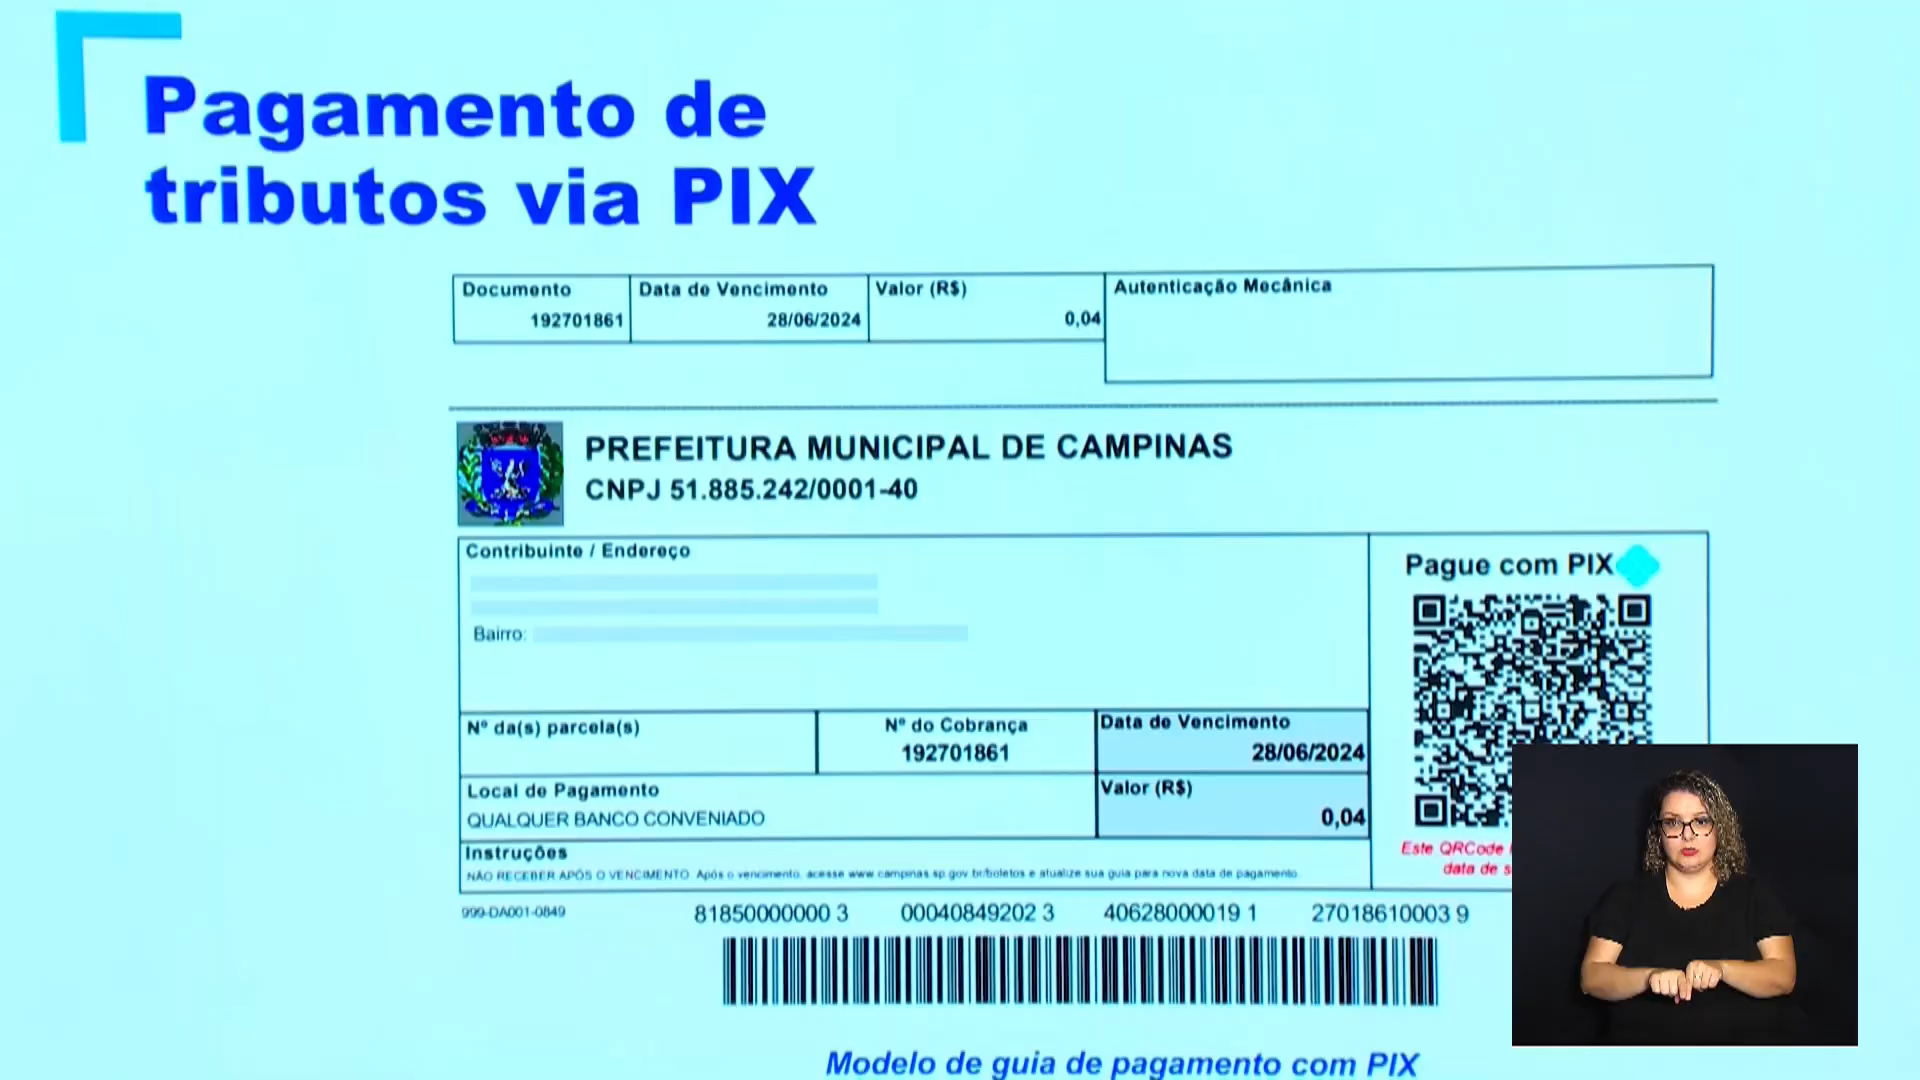 Pagamento de
tributos via PIX
Documento
192701861
Data de Vencimento
28/06/2024
Valor (R$)
0,04
Autenticação Mecânica
PREFEITURA MUNICIPAL DE CAMPINAS
CNPJ 51.885.242/0001-40
Contribuinte / Endereço
Bairro:
Pague com PIX
Nº da(s) parcela(s)
Nº do Cobrança
192701861
Data de Vencimento
28/06/2024
Local de Pagamento
QUALQUER BANCO CONVENIADO
Valor (R$)
0,04
Este QRCode
data de s
Instruções
NÃO RECEBER APÓS O VENCIMENTO. Após o vencimento, acesse www.campinas.sp.gov.br/boletos e atualize sua guia para nova data de pagamento.
999-DA001-0849
81850000000 3 00040849202 3 40628000019 1 27018610003 9
Modelo de guia de pagamento com PIX